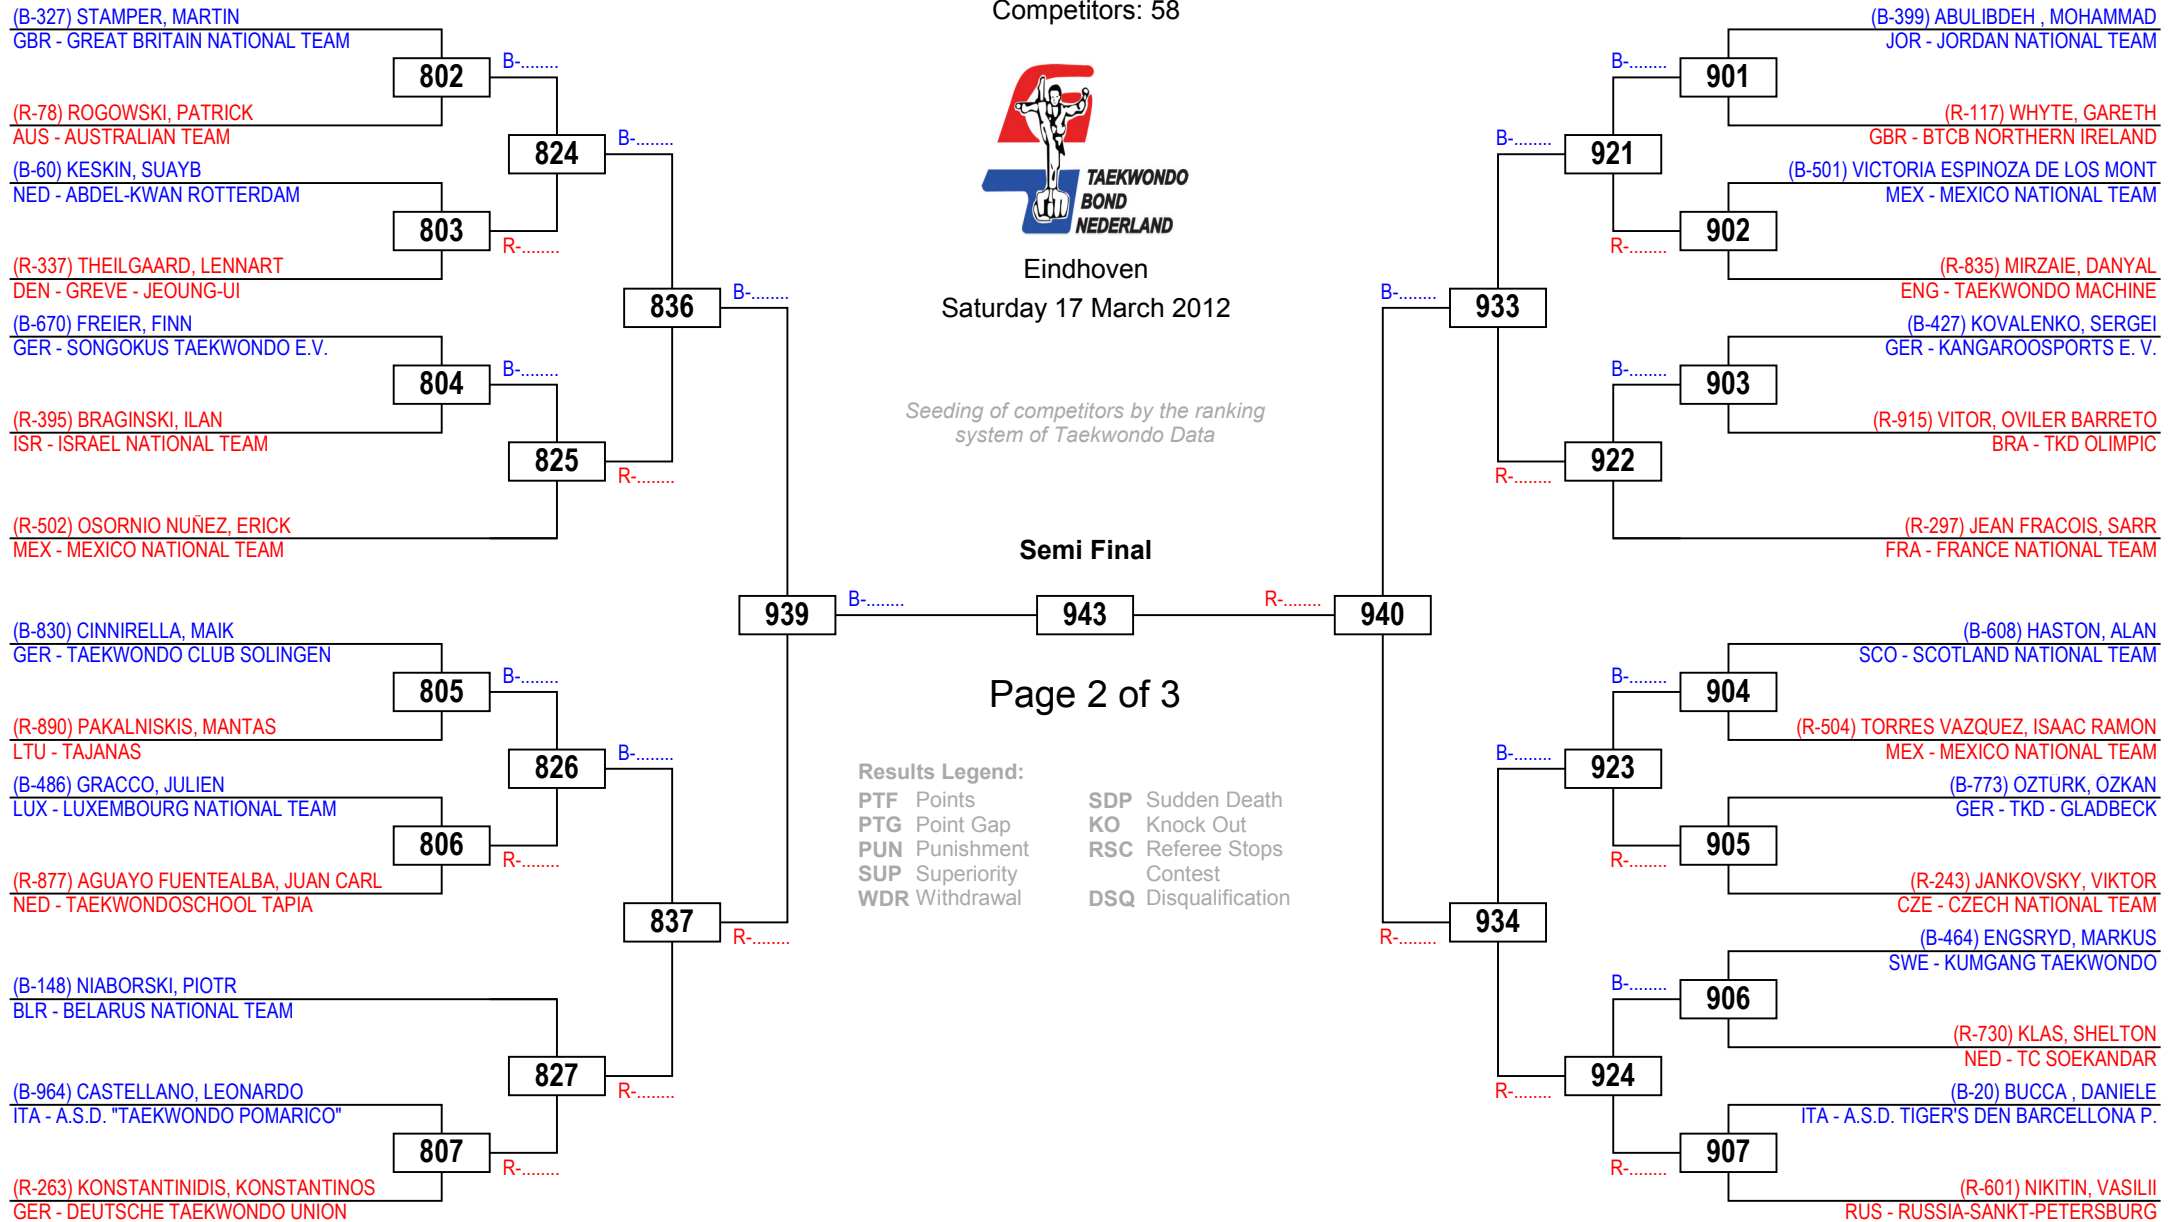 Competitors: 58
TAEKWONDO
BOND
NEDERLAND
Eindhoven
Saturday 17 March 2012
Seeding of competitors by the ranking
system of Taekwondo Data
Semi Final
943
Page 2 of 3
Results Legend:
PTF Points
PTG Point Gap
PUN Punishment
SUP Superiority
WDR Withdrawal
SDP Sudden Death
KO Knock Out
RSC Referee Stops
Contest
DSQ Disqualification
(B-327) STAMPER, MARTIN
GBR - GREAT BRITAIN NATIONAL TEAM
802
B-........
(R-78) ROGOWSKI, PATRICK
AUS - AUSTRALIAN TEAM
824
B-........
(B-60) KESKIN, SUAYB
NED - ABDEL-KWAN ROTTERDAM
803
R-........
(R-337) THEILGAARD, LENNART
DEN - GREVE - JEOUNG-UI
836
B-........
(B-670) FREIER, FINN
GER - SONGOKUS TAEKWONDO E.V.
804
B-........
(R-395) BRAGINSKI, ILAN
ISR - ISRAEL NATIONAL TEAM
825
R-........
(R-502) OSORNIO NUÑEZ, ERICK
MEX - MEXICO NATIONAL TEAM
939
B-........
(B-830) CINNIRELLA, MAIK
GER - TAEKWONDO CLUB SOLINGEN
805
B-........
(R-890) PAKALNISKIS, MANTAS
LTU - TAJANAS
826
B-........
(B-486) GRACCO, JULIEN
LUX - LUXEMBOURG NATIONAL TEAM
806
R-........
(R-877) AGUAYO FUENTEALBA, JUAN CARL
NED - TAEKWONDOSCHOOL TAPIA
837
R-........
(B-148) NIABORSKI, PIOTR
BLR - BELARUS NATIONAL TEAM
827
R-........
(B-964) CASTELLANO, LEONARDO
ITA - A.S.D. "TAEKWONDO POMARICO"
807
R-........
(R-263) KONSTANTINIDIS, KONSTANTINOS
GER - DEUTSCHE TAEKWONDO UNION
(B-399) ABULIBDEH , MOHAMMAD
JOR - JORDAN NATIONAL TEAM
B-........
901
(R-117) WHYTE, GARETH
GBR - BTCB NORTHERN IRELAND
B-........
921
(B-501) VICTORIA ESPINOZA DE LOS MONT
MEX - MEXICO NATIONAL TEAM
R-........
902
(R-835) MIRZAIE, DANYAL
ENG - TAEKWONDO MACHINE
B-........
933
(B-427) KOVALENKO, SERGEI
GER - KANGAROOSPORTS E. V.
B-........
903
(R-915) VITOR, OVILER BARRETO
BRA - TKD OLIMPIC
R-........
922
(R-297) JEAN FRACOIS, SARR
FRA - FRANCE NATIONAL TEAM
R-........
940
(B-608) HASTON, ALAN
SCO - SCOTLAND NATIONAL TEAM
B-........
904
(R-504) TORRES VAZQUEZ, ISAAC RAMON
MEX - MEXICO NATIONAL TEAM
B-........
923
(B-773) ÖZTÜRK, ÖZKAN
GER - TKD - GLADBECK
R-........
905
(R-243) JANKOVSKY, VIKTOR
CZE - CZECH NATIONAL TEAM
R-........
934
(B-464) ENGSRYD, MARKUS
SWE - KUMGANG TAEKWONDO
B-........
906
(R-730) KLAS, SHELTON
NED - TC SOEKANDAR
R-........
924
(B-20) BUCCA , DANIELE
ITA - A.S.D. TIGER'S DEN BARCELLONA P.
R-........
907
(R-601) NIKITIN, VASILII
RUS - RUSSIA-SANKT-PETERSBURG